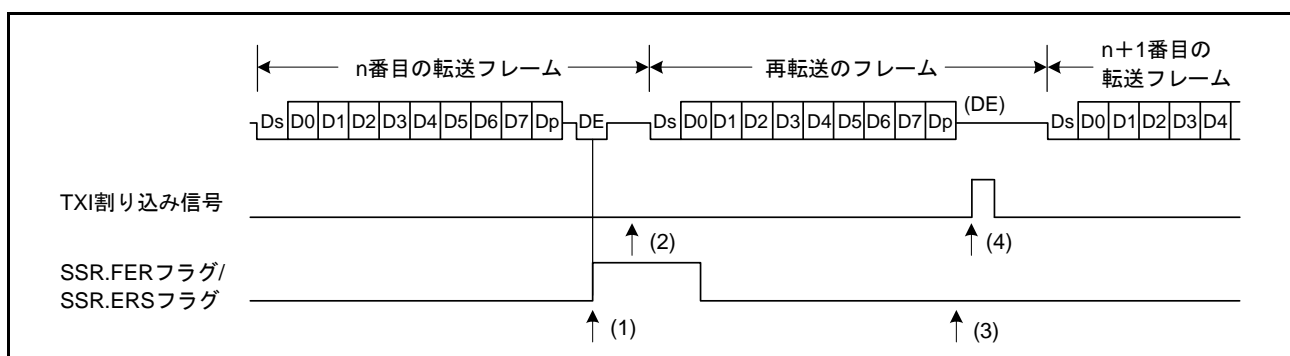 n番目の転送フレーム
再転送のフレーム
n+1番目の
転送フレーム
Ds D0 D1 D2 D3 D4 D5 D6 D7 Dp DE Ds D0 D1 D2 D3 D4 D5 D6 D7 Dp (DE) Ds D0 D1 D2 D3 D4
TXI割り込み信号
(2) (4)
SSR.FERフラグ/
SSR.ERSフラグ
(1) (3)